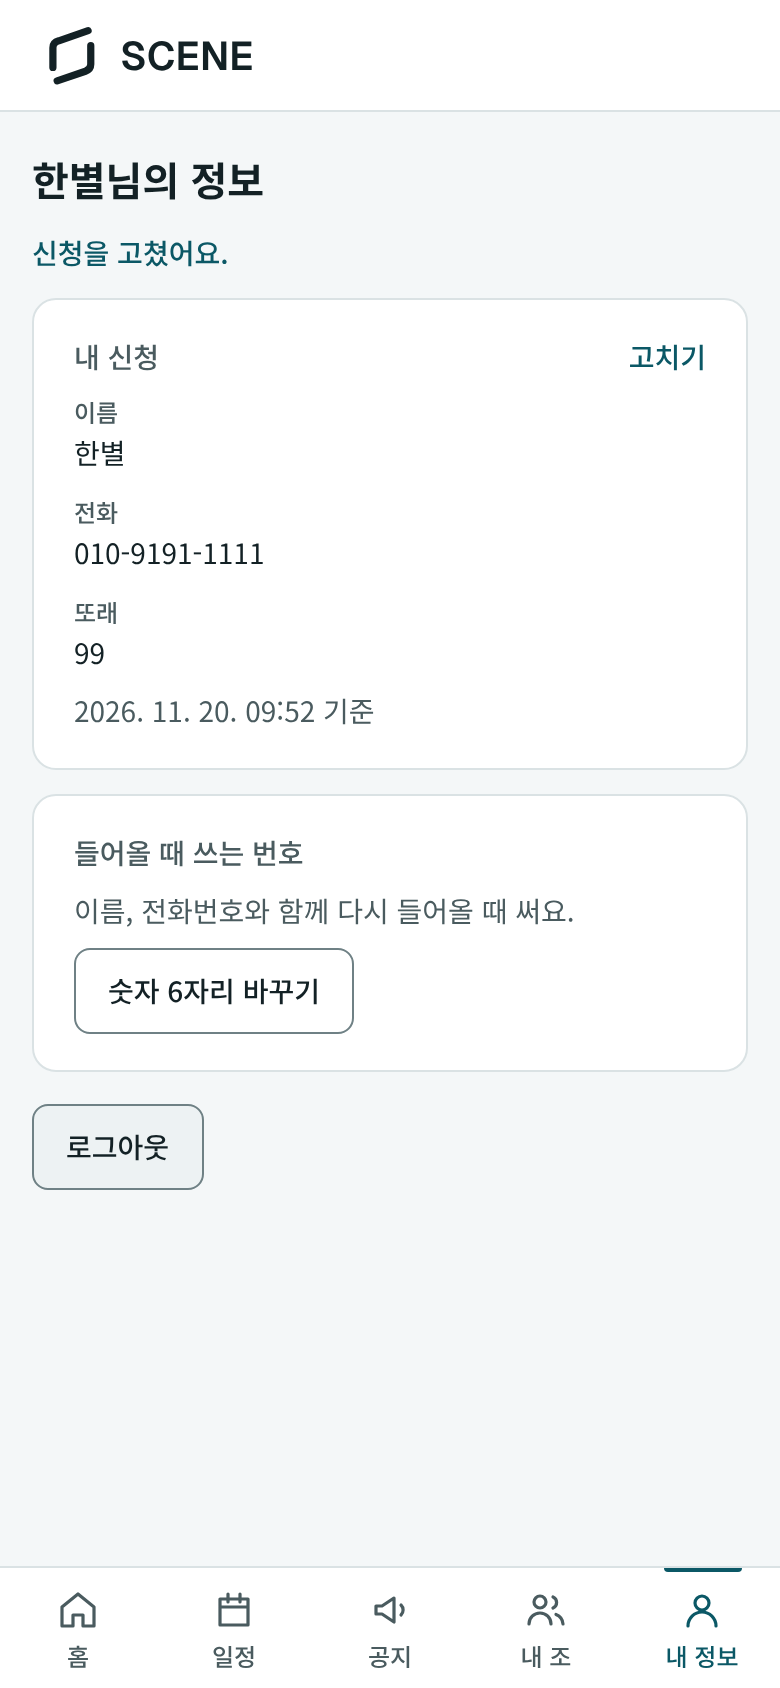 SCENE
한별님의 정보
신청을 고쳤어요.
내 신청
고치기
이름
한별
전화
010-9191-1111
또래
99
2026. 11. 20. 09:52 기준
들어올 때 쓰는 번호
이름, 전화번호와 함께 다시 들어올 때 써요.
숫자 6자리 바꾸기
로그아웃
홈
일정
공지
내 조
내 정보